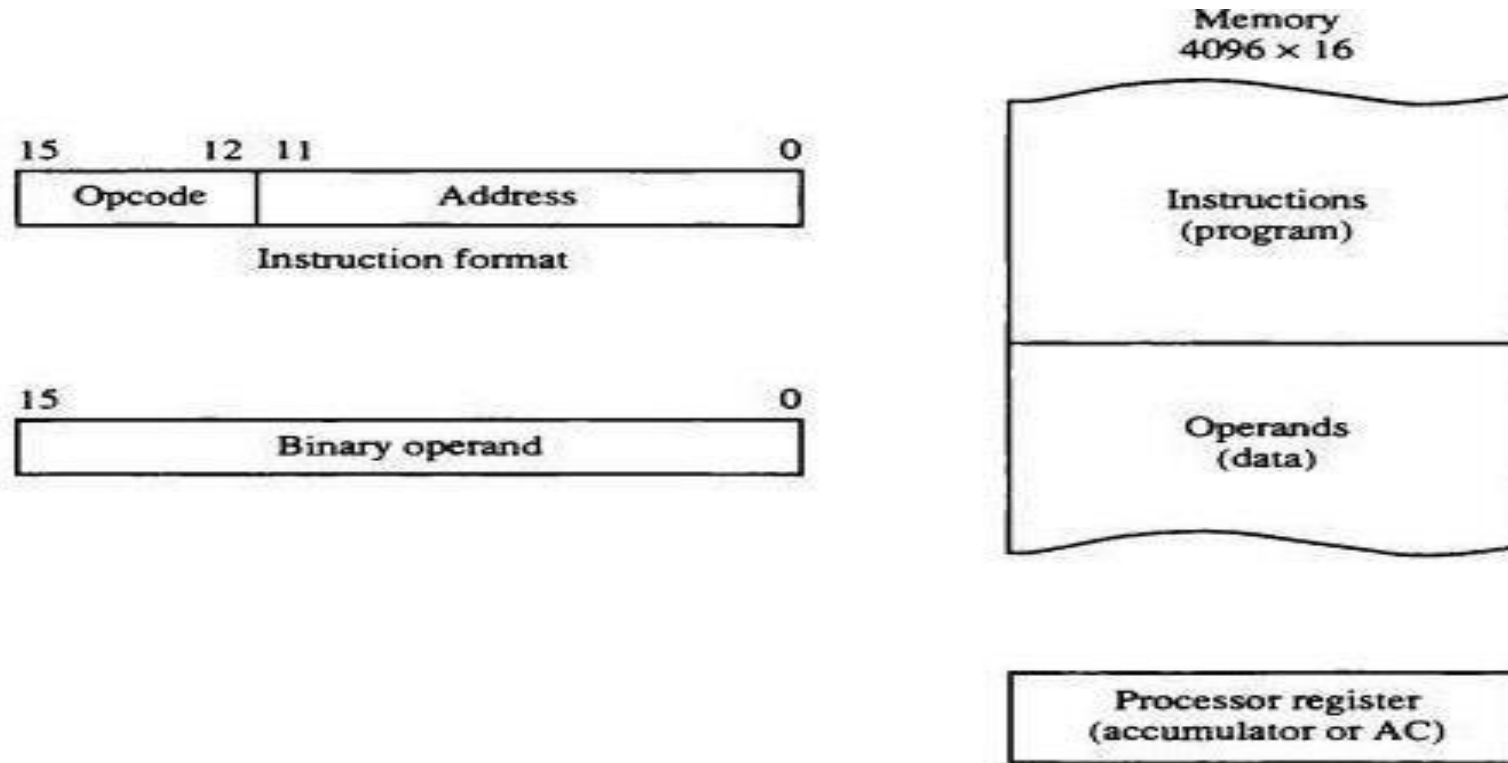 Memory
4096 × 16
15 12 11 0
Opcode Address
Instruction format
15 0
Binary operand
Instructions
(program)
Operands
(data)
Processor register
(accumulator or AC)